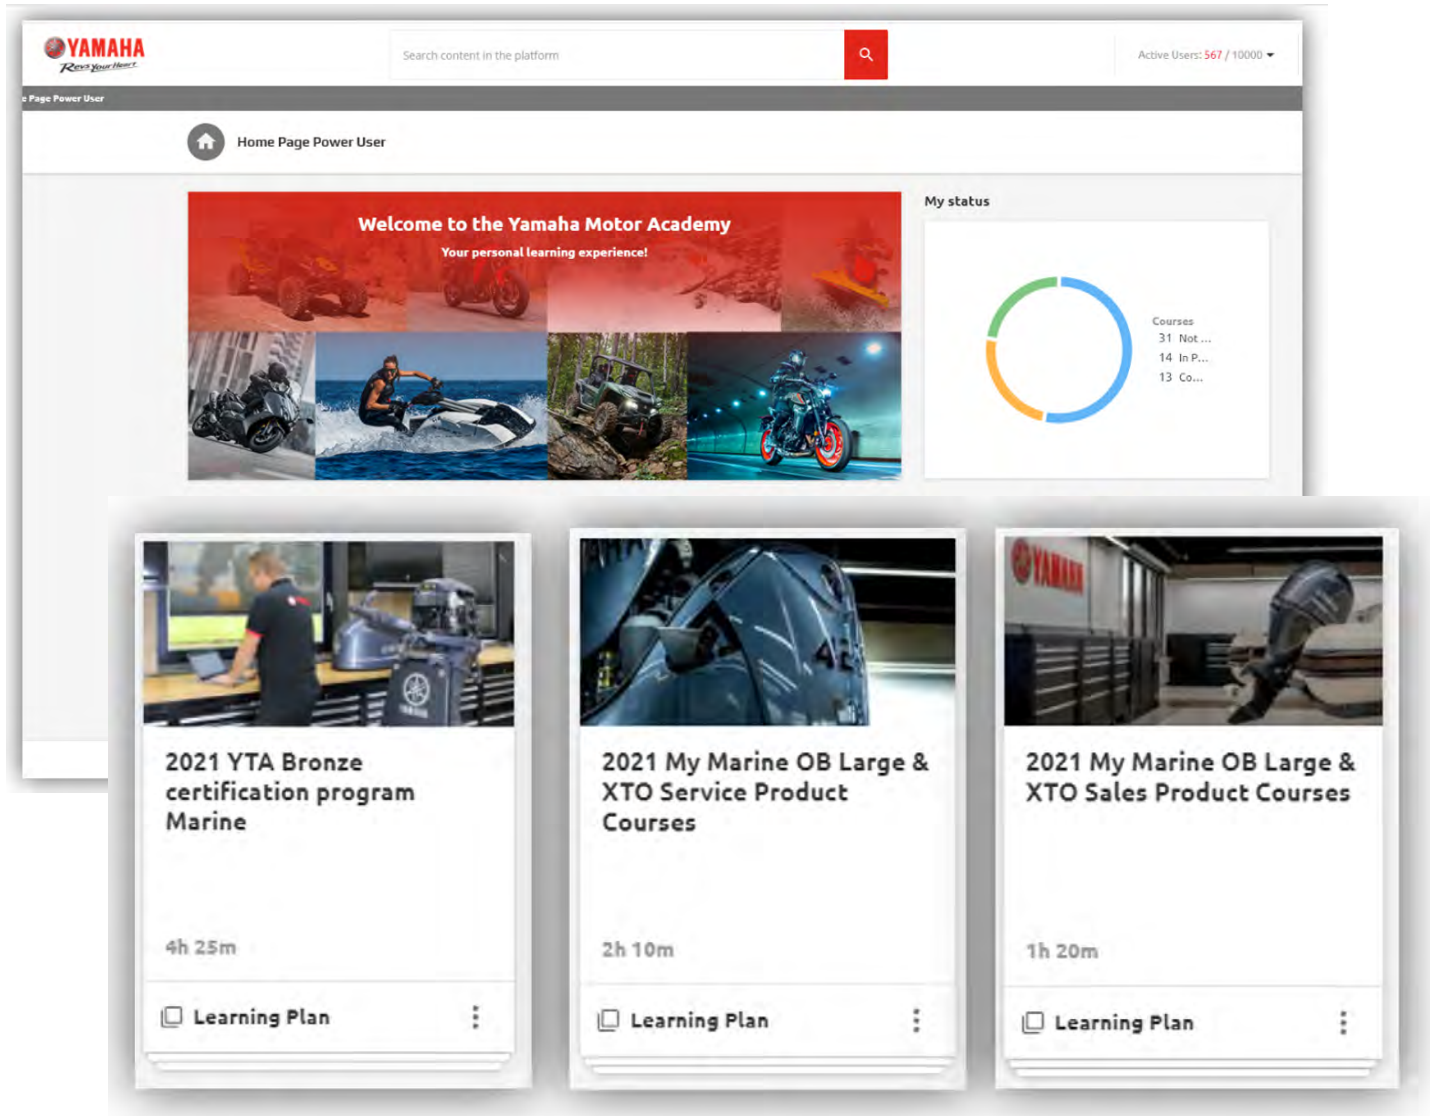 YAMAHA
Revs Your Heart
Search content in the platform
Active Users: 567 / 10000
e Page Power User
Home Page Power User
Welcome to the Yamaha Motor Academy
Your personal learning experience!
My status
Courses
31 Not ...
14 In P...
13 Co...
YAMAHA
2021 YTA Bronze
certification program
Marine
4h 25m
Learning Plan
2021 My Marine OB Large &
XTO Service Product
Courses
2h 10m
Learning Plan
YAMAHA
2021 My Marine OB Large &
XTO Sales Product Courses
1h 20m
Learning Plan